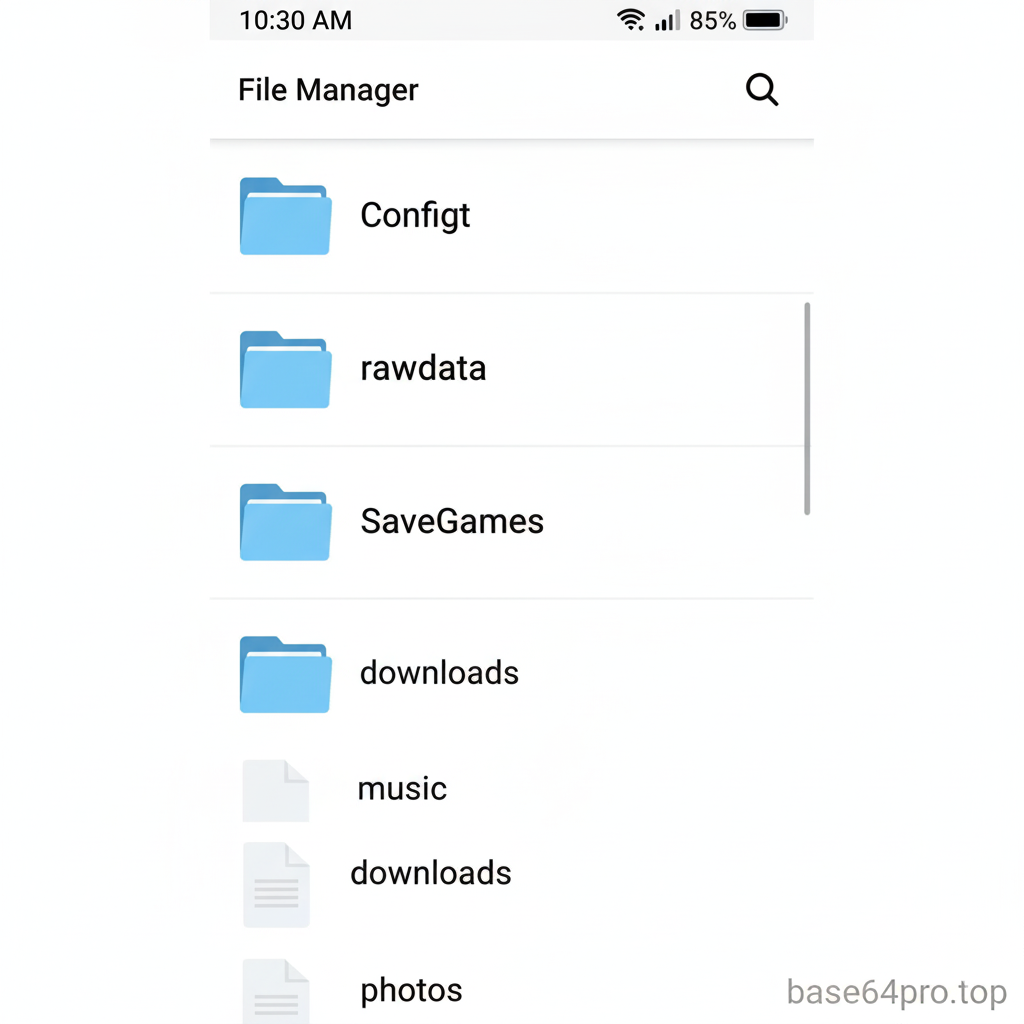 10:30 AM 85%
File Manager
Configt
rawdata
SaveGames
downloads
music
downloads
photos
base64pro.top